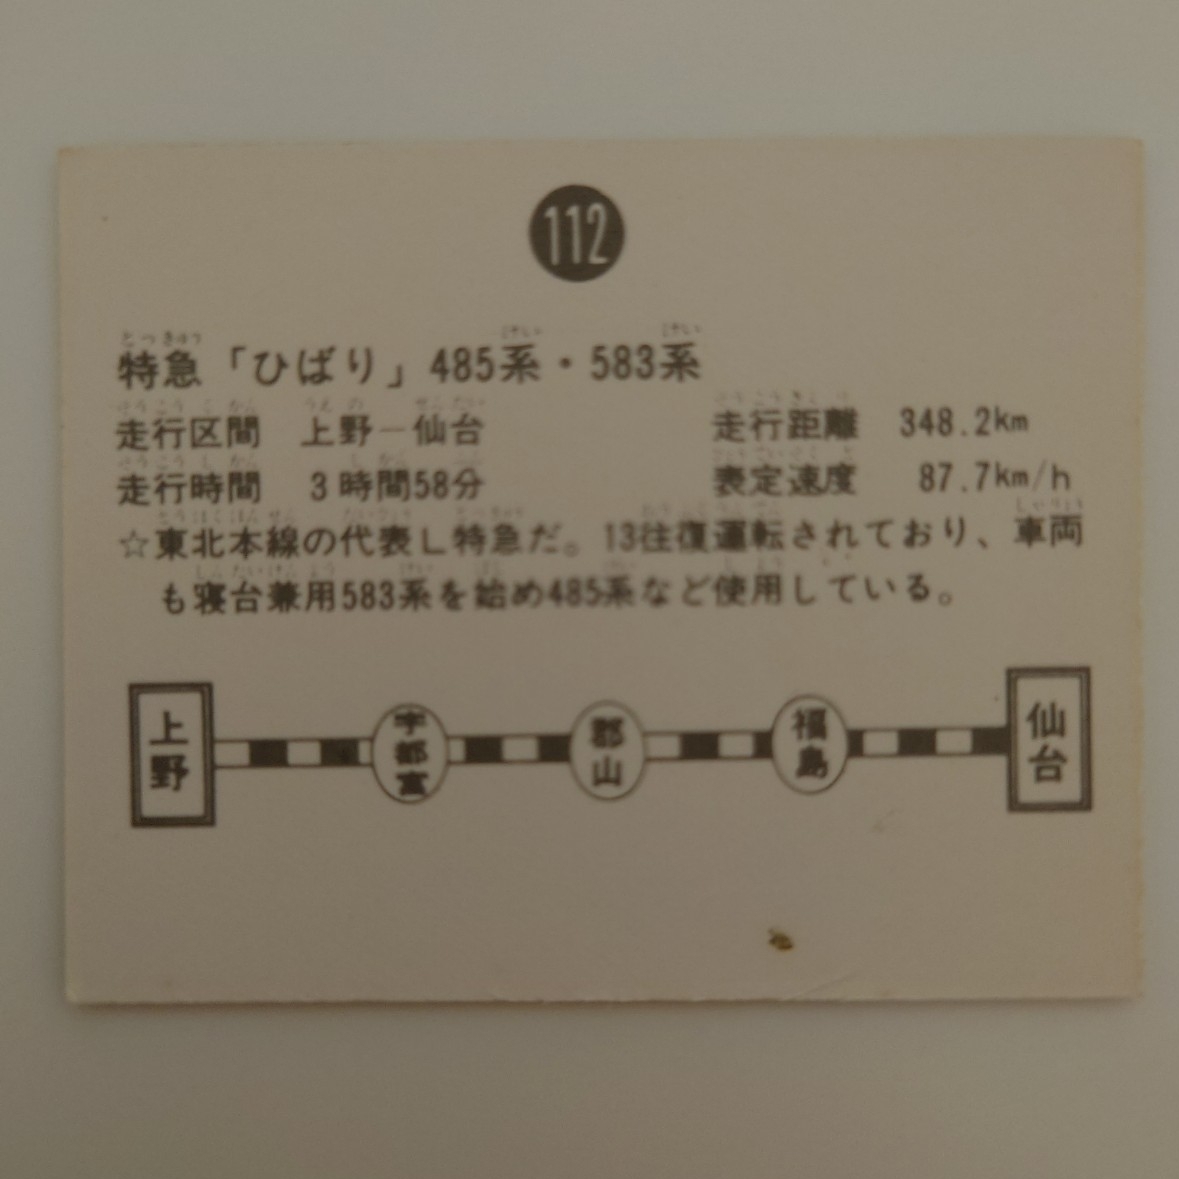 112
特急「ひばり」485系・583系
走行区間 上野―仙台 走行距離 348.2km
走行時間 3時間58分 表定速度 87.7km/h
☆東北本線の代表L特急だ。13往復運転されており、車両
も寝台兼用583系を始め485系など使用している。
上野 宇都宮 郡山 福島 仙台